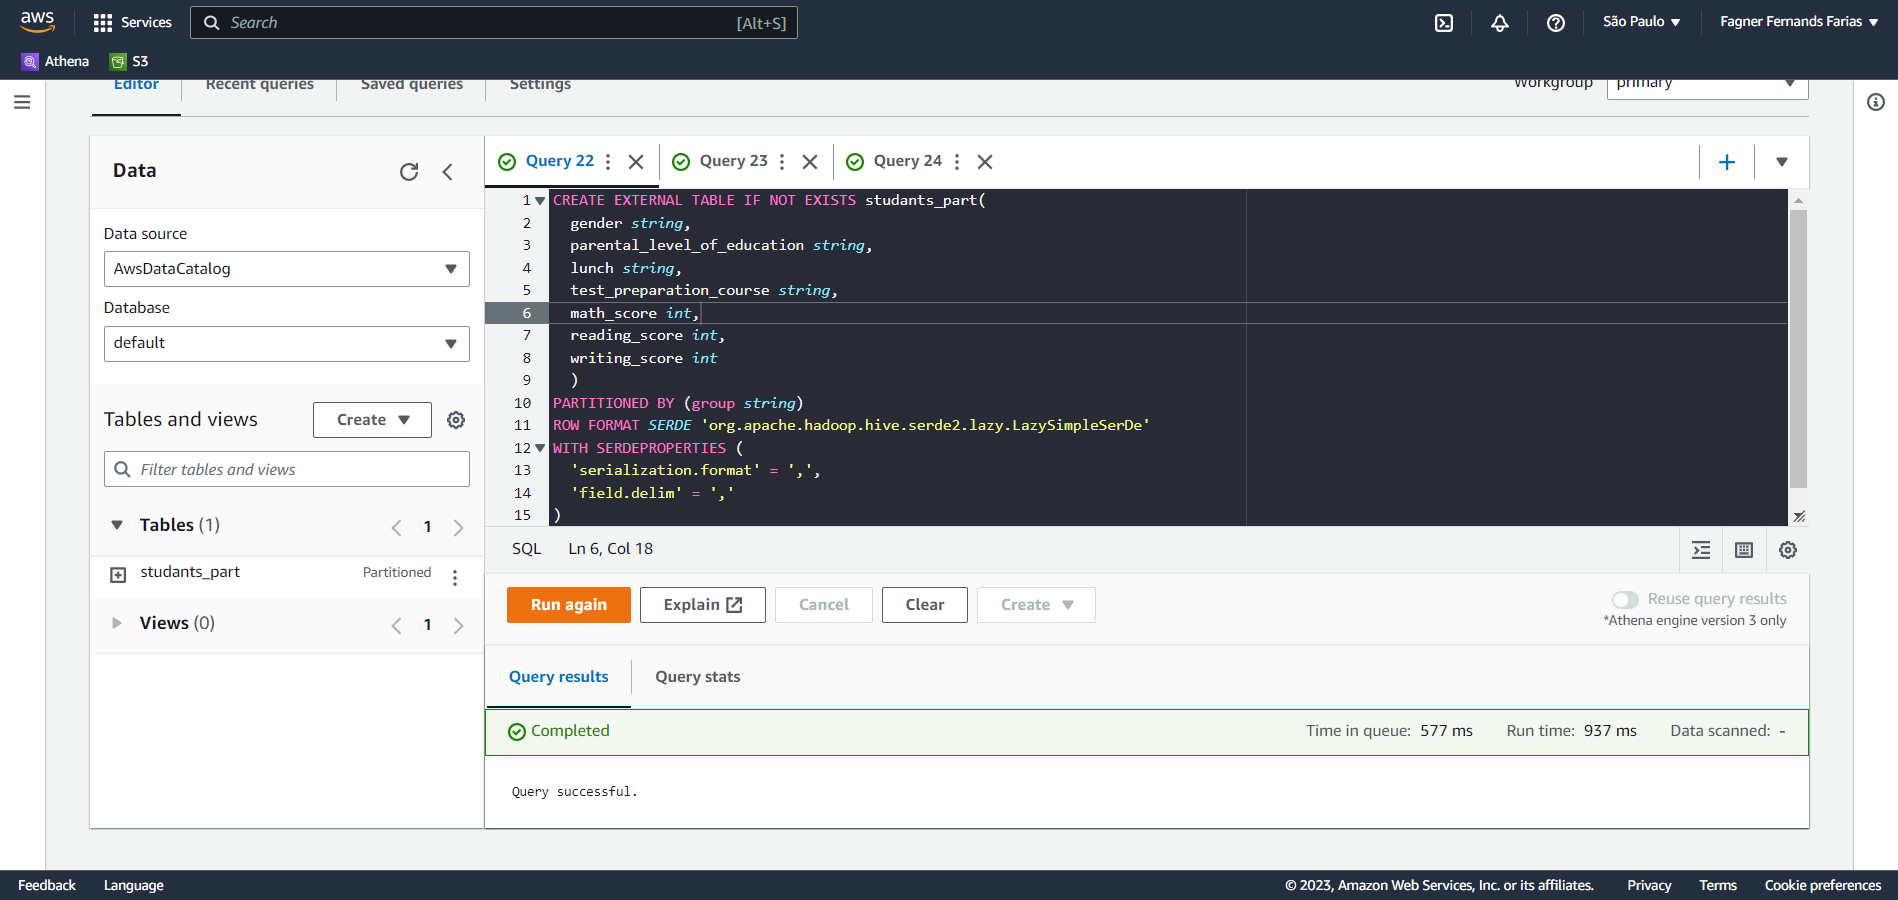 aws
Services
Search
[Alt+S]
São Paulo
Fagner Fernands Farias
Athena
S3
Editor
Recent queries
Saved queries
Settings
Workgroup
primary
Data
Data source
AwsDataCatalog
Database
default
Tables and views
Create
Filter tables and views
Tables (1)
1
studants_part
Partitioned
Views (0)
1
Query 22
Query 23
Query 24
1 CREATE EXTERNAL TABLE IF NOT EXISTS studants_part(
2 gender string,
3 parental_level_of_education string,
4 lunch string,
5 test_preparation_course string,
6 math_score int,
7 reading_score int,
8 writing_score int
9 )
10 PARTITIONED BY (group string)
11 ROW FORMAT SERDE 'org.apache.hadoop.hive.serde2.lazy.LazySimpleSerDe'
12 WITH SERDEPROPERTIES (
13 'serialization.format' = ',',
14 'field.delim' = ','
15 )
SQL
Ln 6, Col 18
Run again
Explain
Cancel
Clear
Create
Reuse query results
*Athena engine version 3 only
Query results
Query stats
Completed
Time in queue: 577 ms
Run time: 937 ms
Data scanned: -
Query successful.
Feedback
Language
© 2023, Amazon Web Services, Inc. or its affiliates.
Privacy
Terms
Cookie preferences